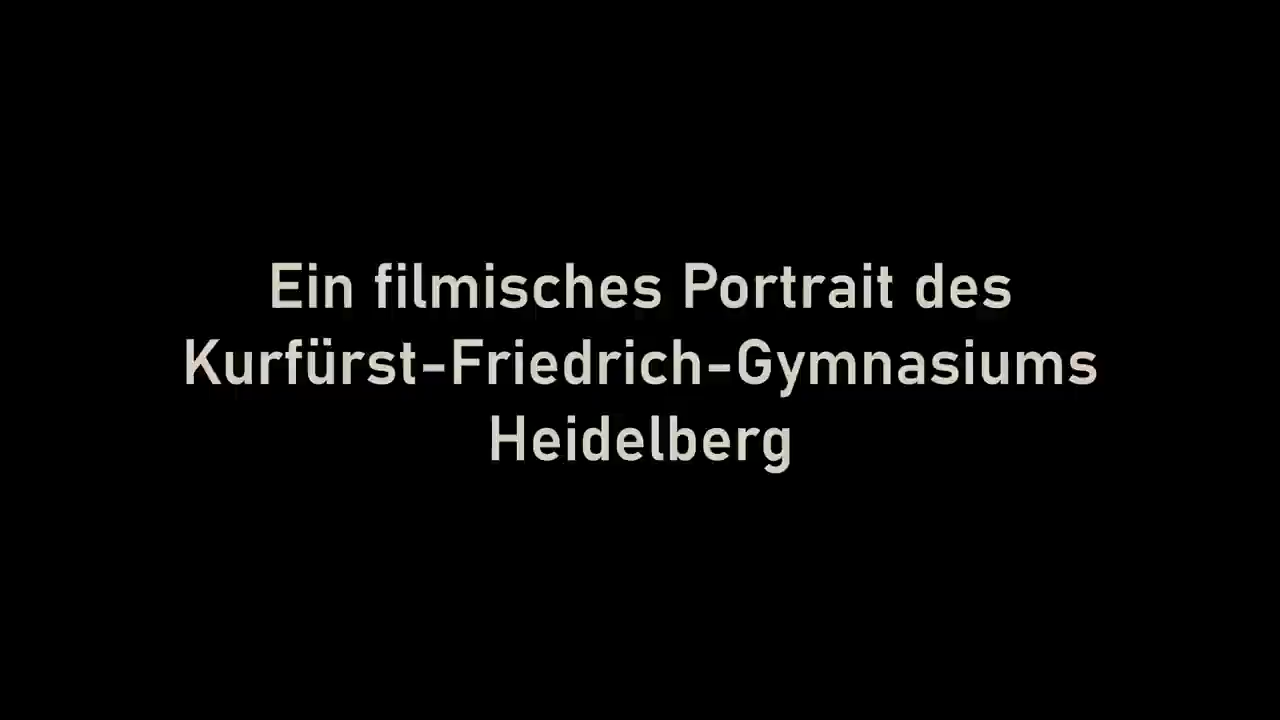 Ein filmisches Portrait des
Kurfürst-Friedrich-Gymnasiums
Heidelberg